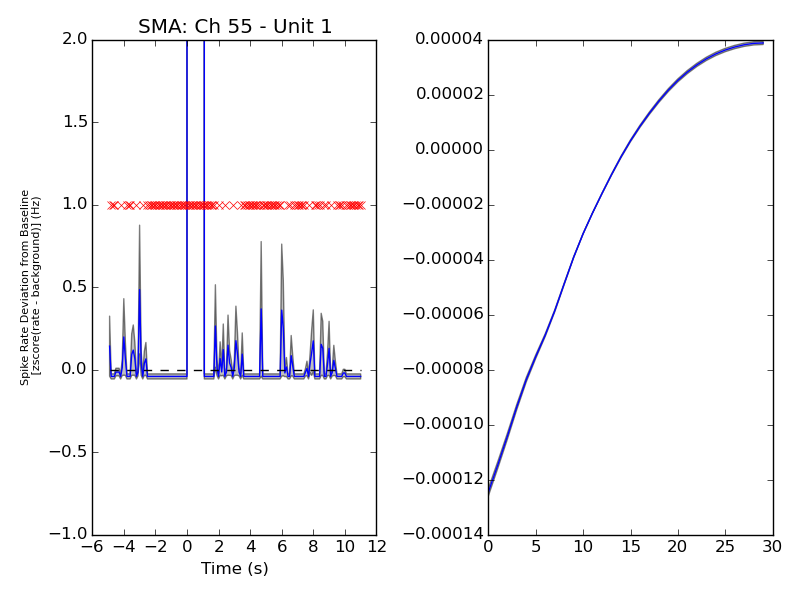 SMA: Ch 55 - Unit 1
Spike Rate Deviation from Baseline
[zscore(rate - background)] (Hz)
2.0
1.5
1.0
0.5
0.0
−0.5
−1.0
−6 −4 −2 0 2 4 6 8 10 12
Time (s)
0.00004
0.00002
0.00000
−0.00002
−0.00004
−0.00006
−0.00008
−0.00010
−0.00012
−0.00014
0 5 10 15 20 25 30